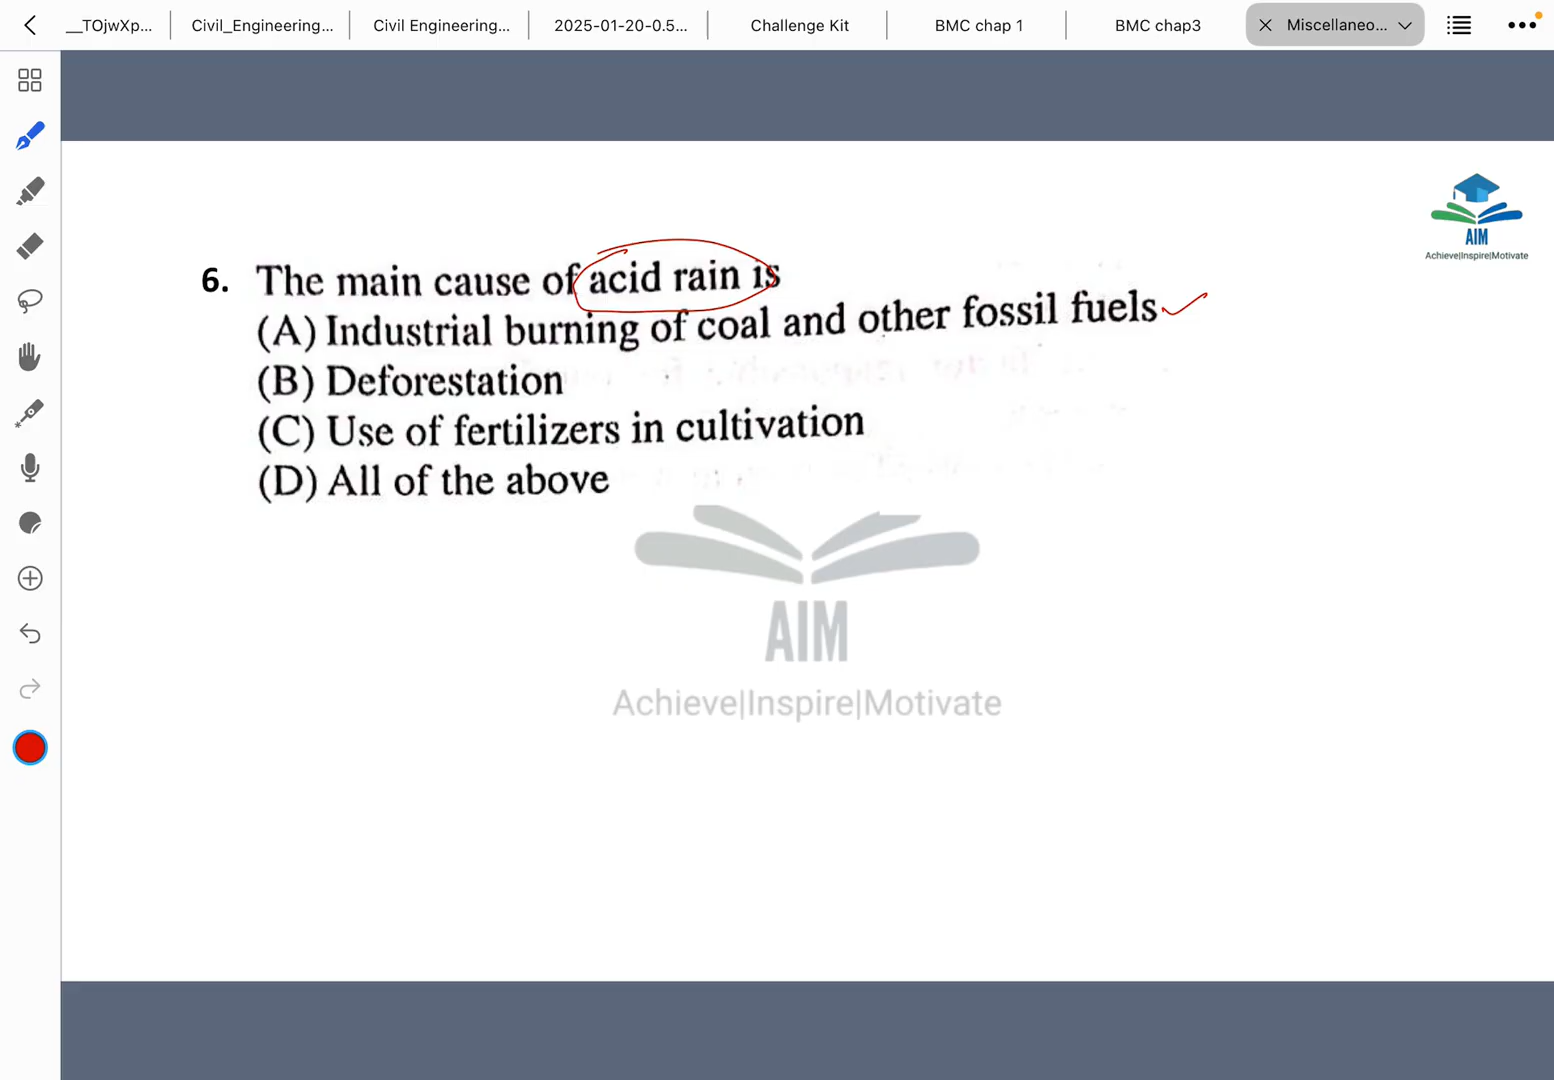 __TOjwXp...
Civil_Engineering...
Civil Engineering...
2025-01-20-0.5...
Challenge Kit
BMC chap 1
BMC chap3
Miscellaneo...
AIM
Achieve|Inspire|Motivate
6. The main cause of acid rain is
(A) Industrial burning of coal and other fossil fuels
(B) Deforestation
(C) Use of fertilizers in cultivation
(D) All of the above
AIM
Achieve|Inspire|Motivate